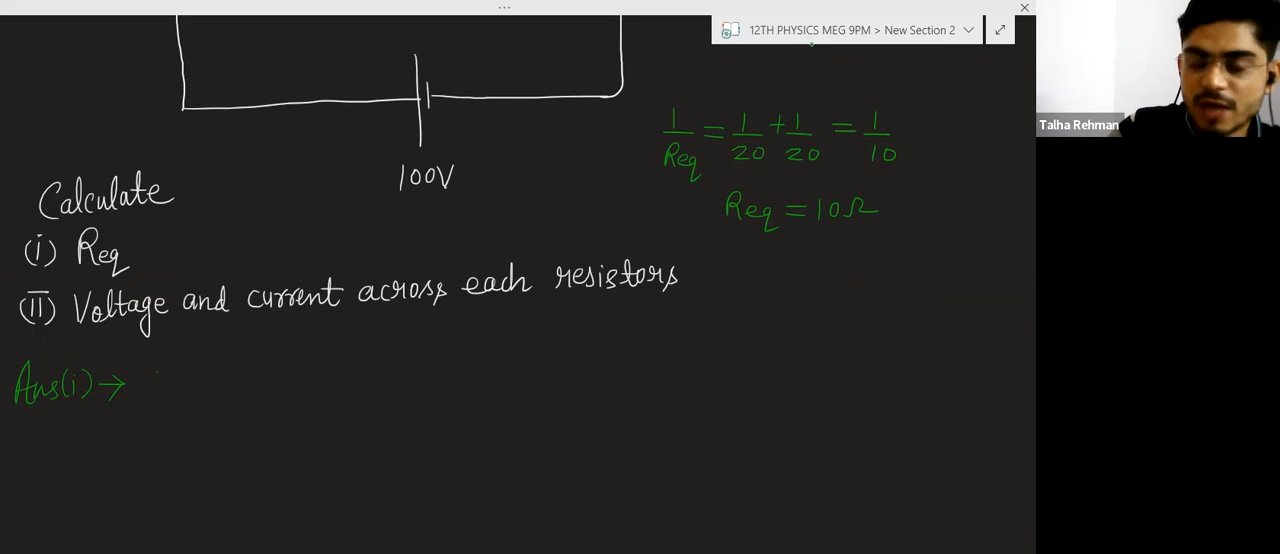 12TH PHYSICS MEG 9PM > New Section 2
Talha Rehman
1/Req = 1/20 + 1/20 = 1/10
Req = 10Ω
100V
Calculate
(i) Req
(II) Voltage and current across each resistors
Ans(i) →